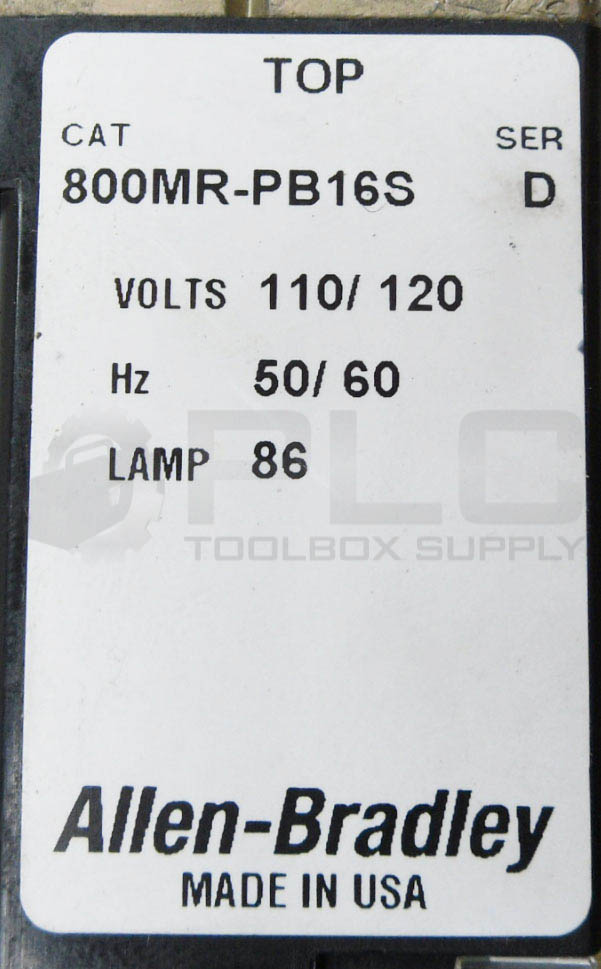 TOP
CAT SER
800MR-PB16S D
VOLTS 110/ 120
Hz 50/ 60
LAMP 86
PLC
TOOLBOX SUPPLY
Allen-Bradley
MADE IN USA